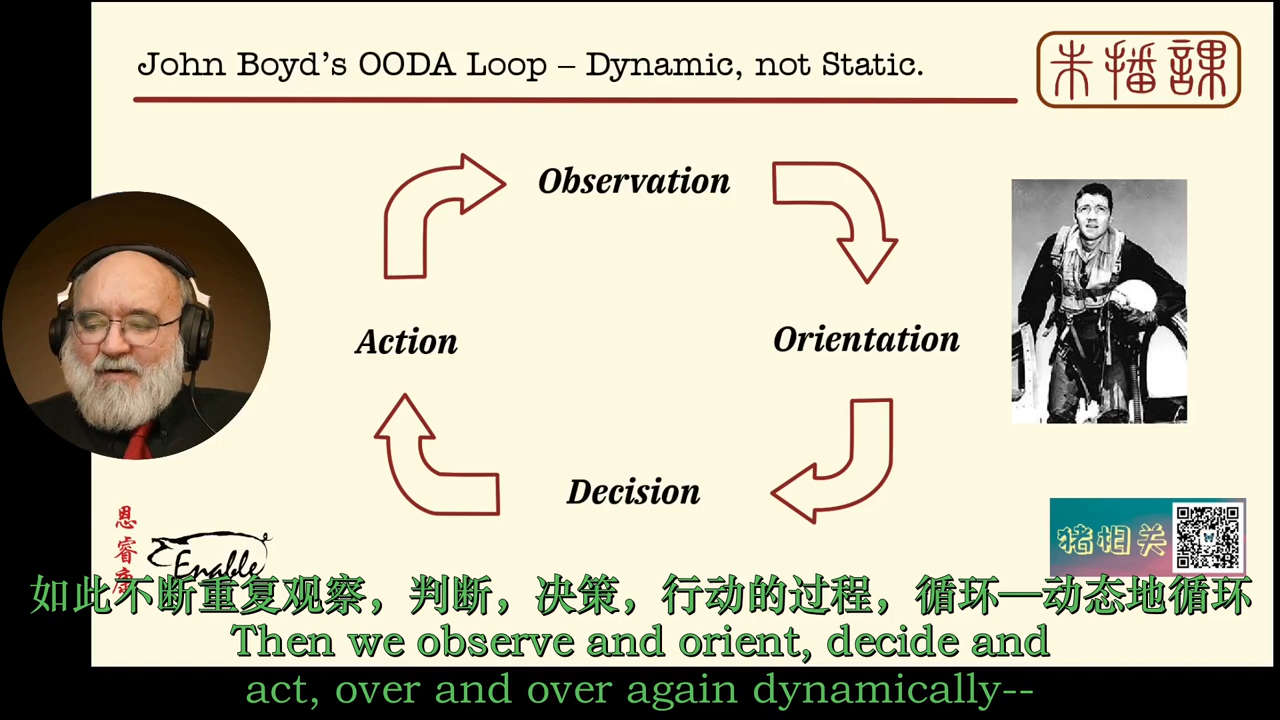 John Boyd's OODA Loop – Dynamic, not Static.
未播課
Observation
Action
Orientation
Decision
恩睿
Enable
猪相关
如此不断重复观察，判断，决策，行动的过程，循环—动态地循环
Then we observe and orient, decide and
act, over and over again dynamically--